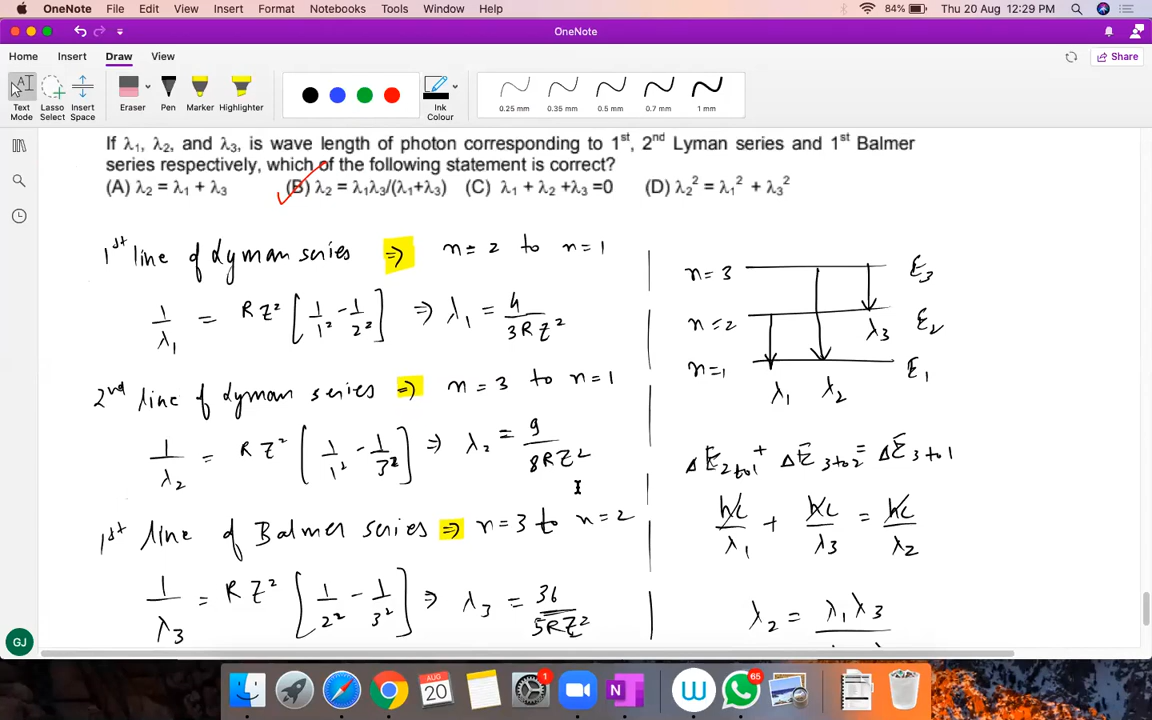 OneNote File Edit View Insert Format Notebooks Tools Window Help 84% Thu 20 Aug 12:29 PM
OneNote
Home Insert Draw View Share
Text Mode Lasso Select Insert Space Eraser Pen Marker Highlighter Ink Colour 0.25 mm 0.35 mm 0.5 mm 0.7 mm 1 mm
If λ1, λ2, and λ3, is wave length of photon corresponding to 1st, 2nd Lyman series and 1st Balmer
series respectively, which of the following statement is correct?
(A) λ2 = λ1 + λ3 (B) λ2 = λ1λ3/(λ1+λ3) (C) λ1 + λ2 +λ3 =0 (D) λ2² = λ1² + λ3²
1st line of Lyman series ⇒ n = 2 to n = 1
1/λ1 = RZ² [1/1² - 1/2²] ⇒ λ1 = 4/3RZ²
2nd line of Lyman series ⇒ n = 3 to n = 1
1/λ2 = RZ² [1/1² - 1/3²] ⇒ λ2 = 9/8RZ²
1st line of Balmer series ⇒ n = 3 to n = 2
1/λ3 = RZ² [1/2² - 1/3²] ⇒ λ3 = 36/5RZ²
n = 3 E3
n = 2 E2
λ3
n = 1 E1
λ1 λ2
ΔE2to1 + ΔE3to2 = ΔE3to1
hc/λ1 + hc/λ3 = hc/λ2
λ2 = λ1 λ3
GJ
AUG 20 1 65